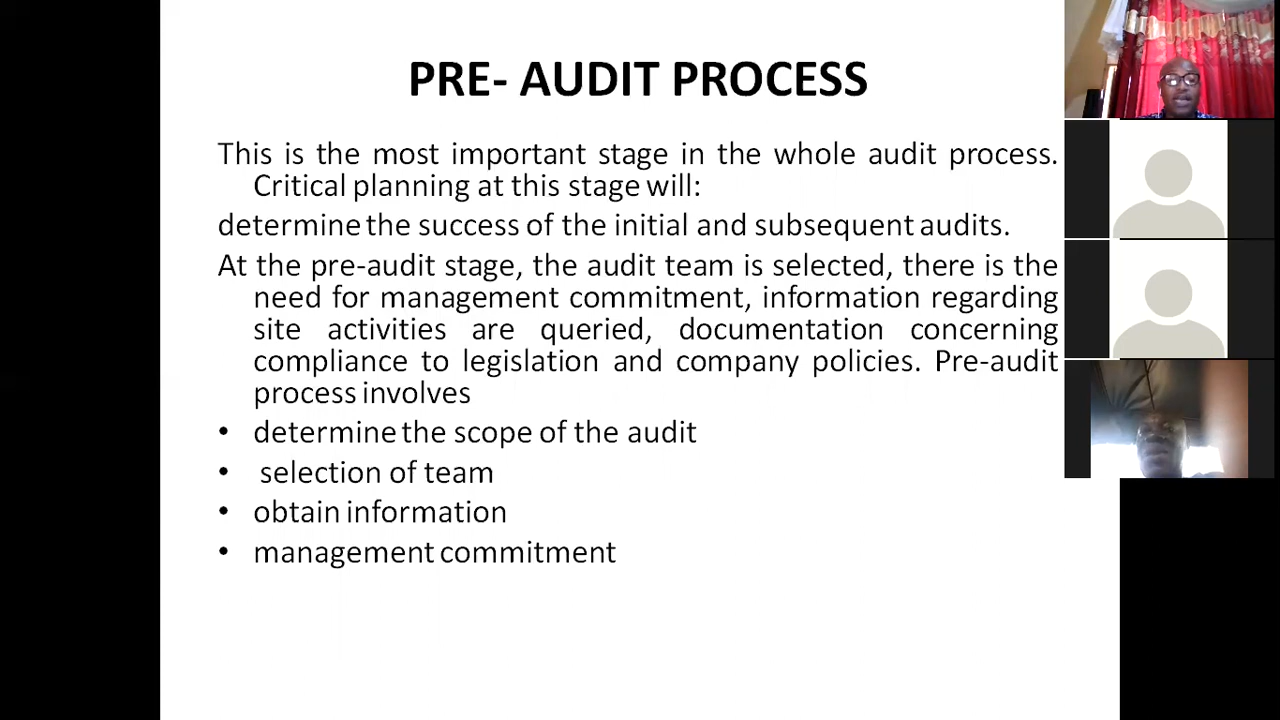 PRE- AUDIT PROCESS
This is the most important stage in the whole audit process.
Critical planning at this stage will:
determine the success of the initial and subsequent audits.
At the pre-audit stage, the audit team is selected, there is the
need for management commitment, information regarding
site activities are queried, documentation concerning
compliance to legislation and company policies. Pre-audit
process involves
• determine the scope of the audit
• selection of team
• obtain information
• management commitment